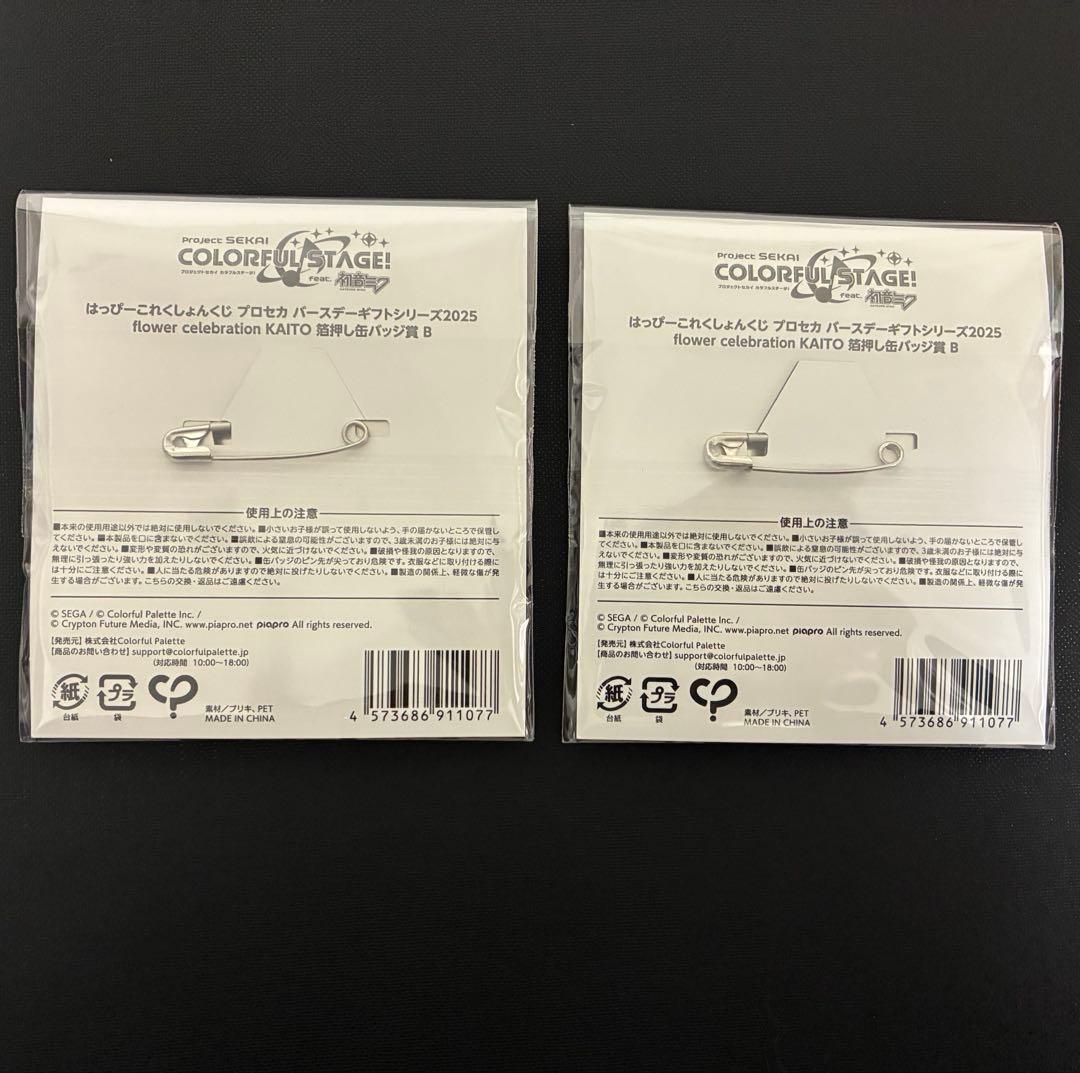 Project SEKAI
COLORFUL STAGE!
プロジェクトセカイ カラフルステージ!
feat. 初音ミク
HATSUNE MIKU
はっぴーこれくしょんくじ プロセカ バースデーギフトシリーズ2025
flower celebration KAITO 箔押し缶バッジ賞 B
使用上の注意
■本来の使用用途以外では絶対に使用しないでください。■小さいお子様が誤って使用しないよう、手の届かないところで保管し
てください。■本製品を口に含まないでください。■誤飲による窒息の可能性がございますので、3歳未満のお子様には絶対に与
えないでください。■変形や変質の恐れがございますので、火気に近づけないでください。■破損や怪我の原因となりますので、
無理に引っ張ったり強い力を加えたりしないでください。■缶バッジのピン先が尖っており危険です。衣服などに取り付ける際に
は十分にご注意ください。■人に当たる危険がありますので絶対に投げたりしないでください。■製造の関係上、軽微な傷が発
生する場合がございます。こちらの交換・返品はご遠慮ください。
© SEGA / © Colorful Palette Inc. /
© Crypton Future Media, INC. www.piapro.net piapro All rights reserved.
【発売元】株式会社Colorful Palette
【商品のお問い合わせ】support@colorfulpalette.jp
(対応時間 10:00~18:00)
紙
台紙
プラ
袋
素材/ブリキ、PET
MADE IN CHINA
4 573686 911077
Project SEKAI
COLORFUL STAGE!
プロジェクトセカイ カラフルステージ!
feat. 初音ミク
HATSUNE MIKU
はっぴーこれくしょんくじ プロセカ バースデーギフトシリーズ2025
flower celebration KAITO 箔押し缶バッジ賞 B
使用上の注意
■本来の使用用途以外では絶対に使用しないでください。■小さいお子様が誤って使用しないよう、手の届かないところで保管し
てください。■本製品を口に含まないでください。■誤飲による窒息の可能性がございますので、3歳未満のお子様には絶対に与
えないでください。■変形や変質の恐れがございますので、火気に近づけないでください。■破損や怪我の原因となりますので、
無理に引っ張ったり強い力を加えたりしないでください。■缶バッジのピン先が尖っており危険です。衣服などに取り付ける際に
は十分にご注意ください。■人に当たる危険がありますので絶対に投げたりしないでください。■製造の関係上、軽微な傷が発
生する場合がございます。こちらの交換・返品はご遠慮ください。
© SEGA / © Colorful Palette Inc. /
© Crypton Future Media, INC. www.piapro.net piapro All rights reserved.
【発売元】株式会社Colorful Palette
【商品のお問い合わせ】support@colorfulpalette.jp
(対応時間 10:00~18:00)
紙
台紙
プラ
袋
素材/ブリキ、PET
MADE IN CHINA
4 573686 911077